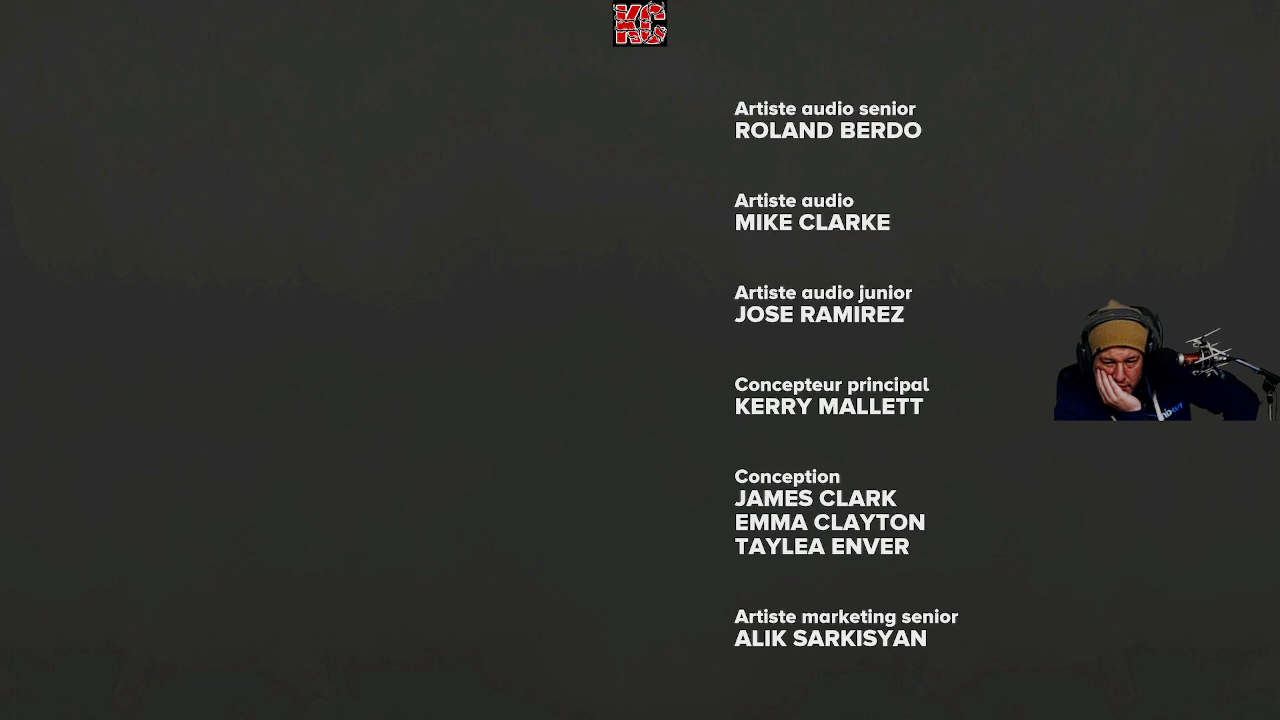 KC
Artiste audio senior
ROLAND BERDO
Artiste audio
MIKE CLARKE
Artiste audio junior
JOSE RAMIREZ
Concepteur principal
KERRY MALLETT
Conception
JAMES CLARK
EMMA CLAYTON
TAYLEA ENVER
Artiste marketing senior
ALIK SARKISYAN